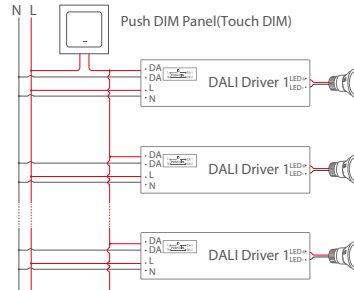 N L
Push DIM Panel(Touch DIM)
DA
DA
L
N
DALI Driver 1
LED+
LED-
DA
DA
L
N
DALI Driver 1
LED+
LED-
DA
DA
L
N
DALI Driver 1
LED+
LED-